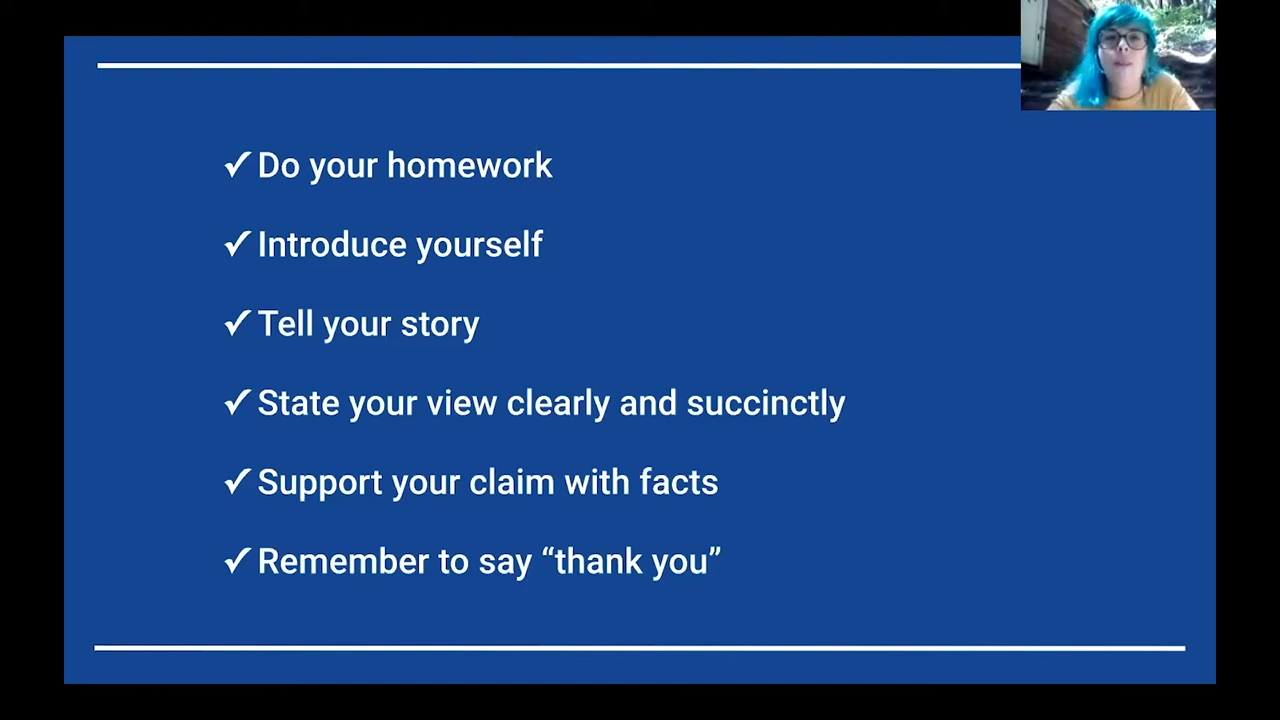 ✓ Do your homework
✓ Introduce yourself
✓ Tell your story
✓ State your view clearly and succinctly
✓ Support your claim with facts
✓ Remember to say “thank you”